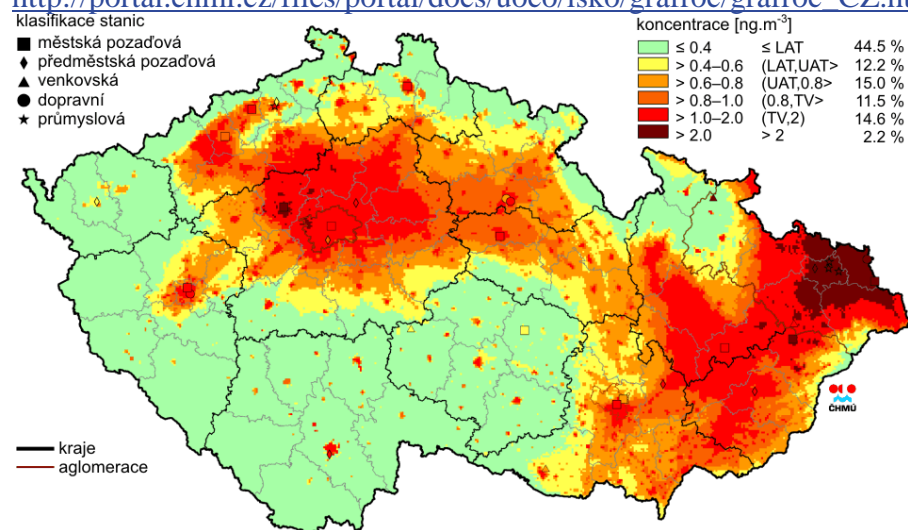 http://portal.chmi.cz/files/portal/docs/uoco/isko/grafroc/grafroc_CZ.ht
klasifikace stanic
městská pozaďová
předměstská pozaďová
venkovská
dopravní
průmyslová
koncentrace [ng.m-3]
≤ 0.4 ≤ LAT 44.5 %
> 0.4–0.6 (LAT,UAT> 12.2 %
> 0.6–0.8 (UAT,0.8> 15.0 %
> 0.8–1.0 (0.8,TV> 11.5 %
> 1.0–2.0 (TV,2) 14.6 %
> 2.0 > 2 2.2 %
ČHMÚ
kraje
aglomerace